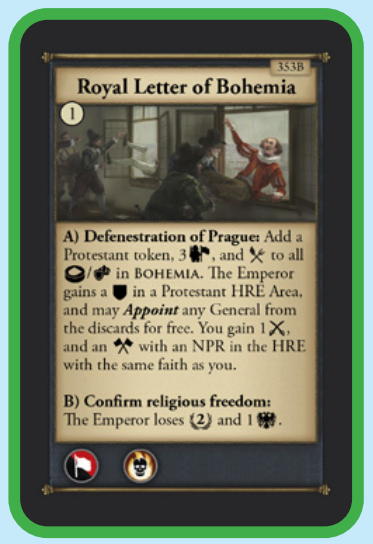 353B
Royal Letter of Bohemia
1
A) Defenestration of Prague: Add a
Protestant token, 3 , and to all
/ in BOHEMIA. The Emperor
gains a in a Protestant HRE Area,
and may Appoint any General from
the discards for free. You gain 1 ,
and an with an NPR in the HRE
with the same faith as you.
B) Confirm religious freedom:
The Emperor loses (2) and 1 .